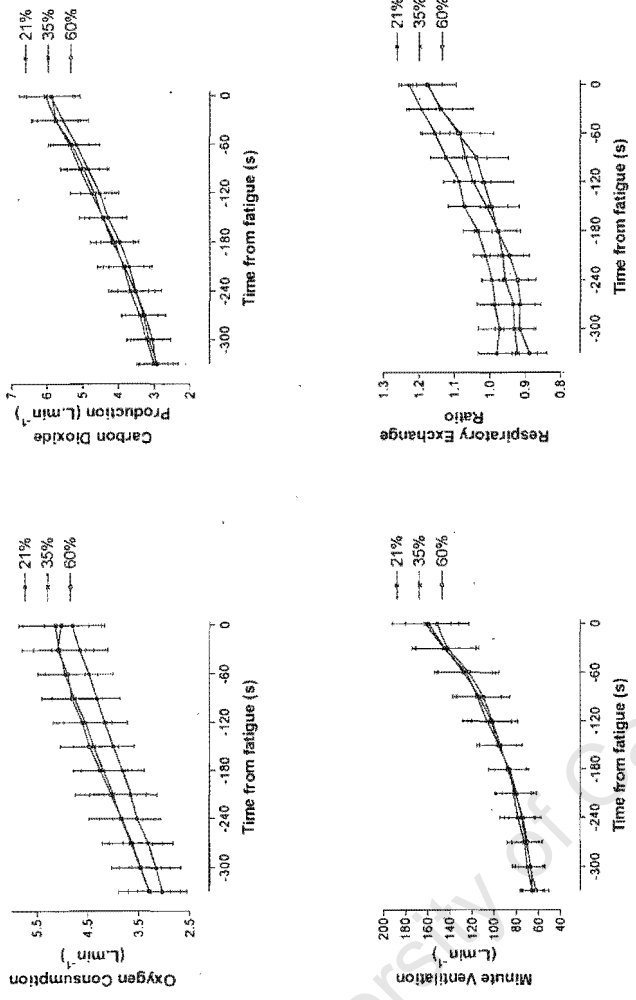 Oxygen Consumption
(L.min⁻¹)
5.5
4.5
3.5
2.5
-300 -240 -180 -120 -60 0
Time from fatigue (s)
21%
35%
60%
Carbon Dioxide
Production (L.min⁻¹)
7
6
5
4
3
2
-300 -240 -180 -120 -60 0
Time from fatigue (s)
21%
35%
60%
Minute Ventilation
(L.min⁻¹)
200
180
160
140
120
100
80
60
40
-300 -240 -180 -120 -60 0
Time from fatigue (s)
21%
35%
60%
Respiratory Exchange
Ratio
1.3
1.2
1.1
1.0
0.9
0.8
-300 -240 -180 -120 -60 0
Time from fatigue (s)
21%
35%
60%
ersity of C